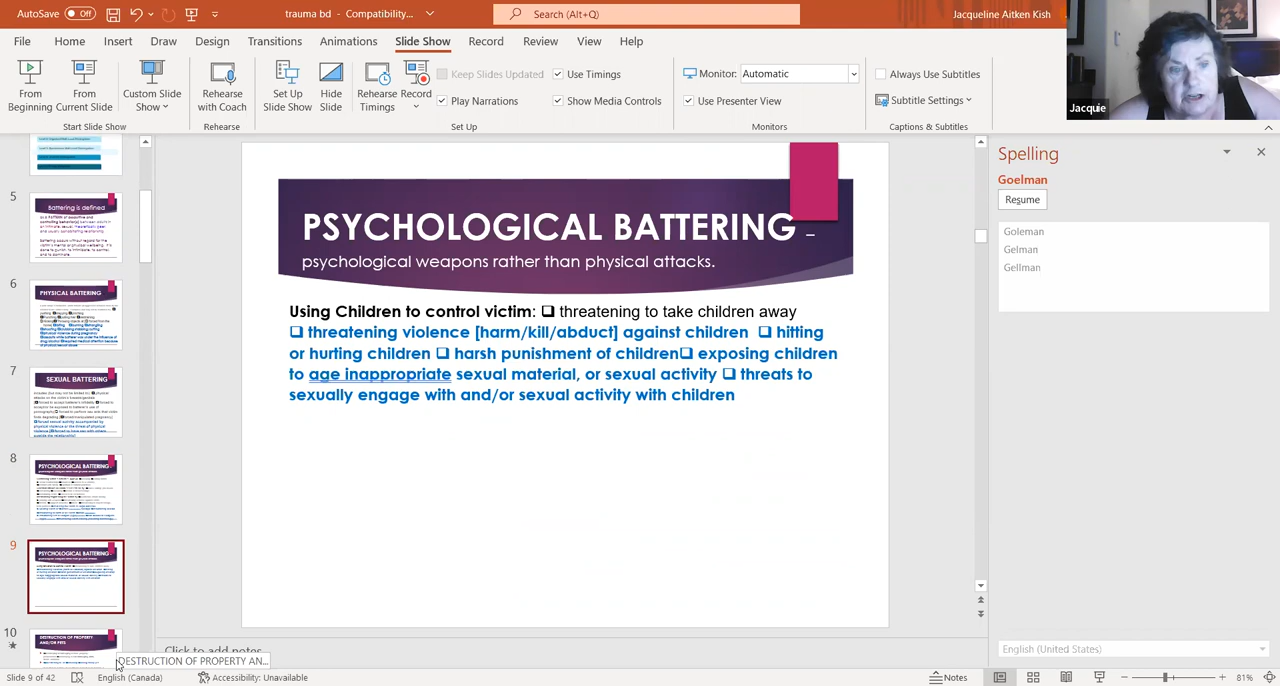 AutoSave Off trauma bd - Compatibility... Search (Alt+Q) Jacqueline Aitken Kish
File Home Insert Draw Design Transitions Animations Slide Show Record Review View Help
From Beginning
From Current Slide
Custom Slide Show
Rehearse with Coach
Set Up Slide Show
Hide Slide
Rehearse Timings
Record
Keep Slides Updated
Use Timings
Play Narrations
Show Media Controls
Monitor: Automatic
Use Presenter View
Always Use Subtitles
Subtitle Settings
Start Slide Show Rehearse Set Up Monitors Captions & Subtitles
Jacquie
5
Battering is defined
6
PHYSICAL BATTERING
7
SEXUAL BATTERING
8
PSYCHOLOGICAL BATTERING
9
PSYCHOLOGICAL BATTERING
10
DESTRUCTION OF PROPERTY
AND/OR PETS
DESTRUCTION OF PROPERTY AN...
PSYCHOLOGICAL BATTERING –
psychological weapons rather than physical attacks.
Using Children to control victim: ❑ threatening to take children away
❑ threatening violence [harm/kill/abduct] against children ❑ hitting
or hurting children ❑ harsh punishment of children❑ exposing children
to age inappropriate sexual material, or sexual activity ❑ threats to
sexually engage with and/or sexual activity with children
Click to add notes
Spelling
Goelman
Resume
Goleman
Gelman
Gellman
English (United States)
Slide 9 of 42 English (Canada) Accessibility: Unavailable Notes 81%